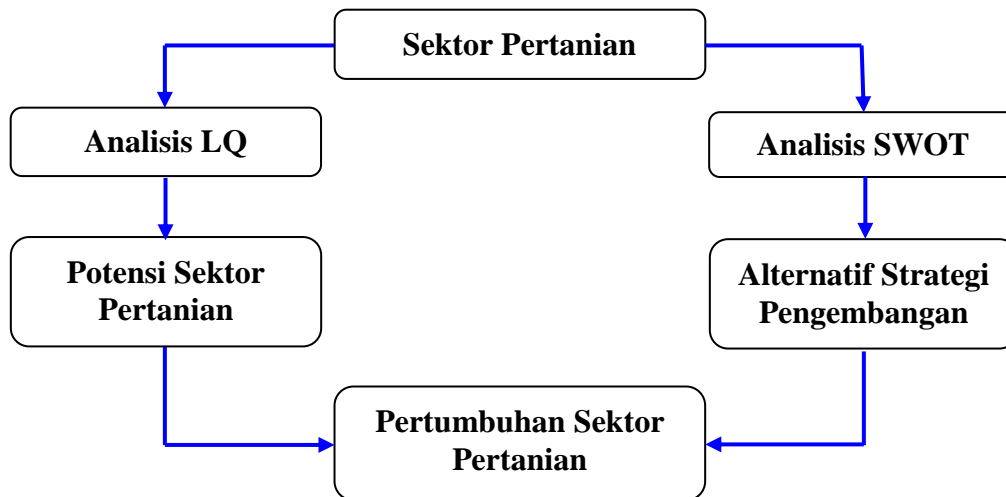 Sektor Pertanian
Analisis LQ
Analisis SWOT
Potensi Sektor
Pertanian
Alternatif Strategi
Pengembangan
Pertumbuhan Sektor
Pertanian